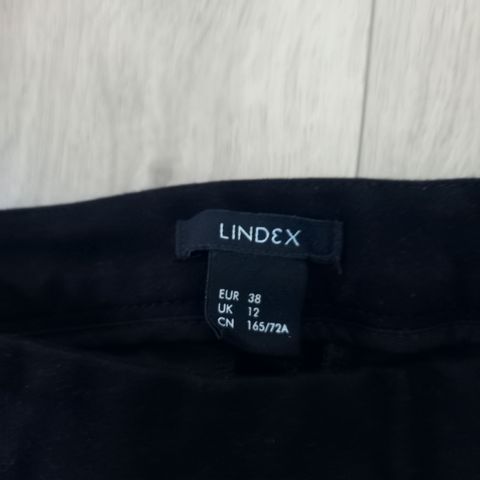 LINDEX
EUR 38
UK 12
CN 165/72A